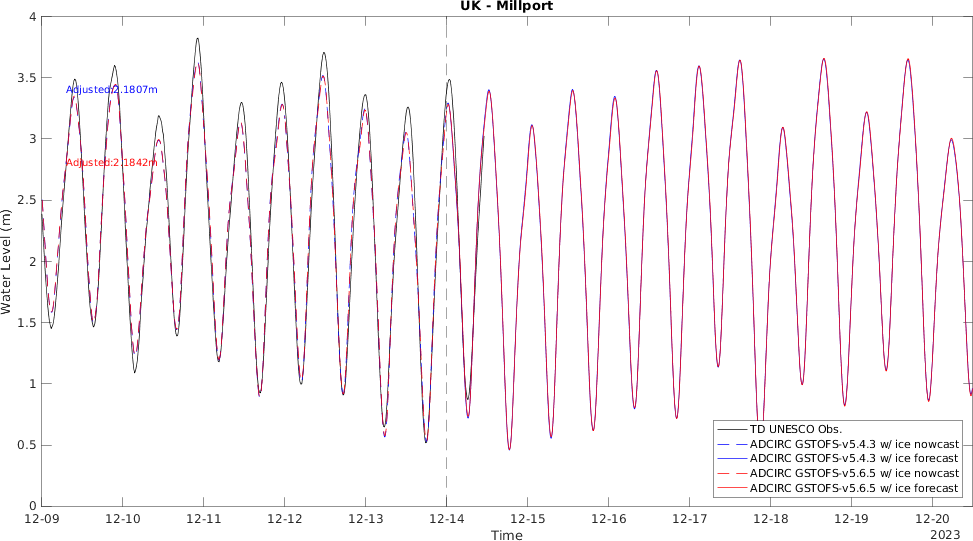 UK - Millport
4
3.5
3
2.5
2
1.5
1
0.5
0
Water Level (m)
Adjusted:2.1807m
Adjusted:2.1842m
TD UNESCO Obs.
ADCIRC GSTOFS-v5.4.3 w/ ice nowcast
ADCIRC GSTOFS-v5.4.3 w/ ice forecast
ADCIRC GSTOFS-v5.6.5 w/ ice nowcast
ADCIRC GSTOFS-v5.6.5 w/ ice forecast
12-09 12-10 12-11 12-12 12-13 12-14 12-15 12-16 12-17 12-18 12-19 12-20
2023
Time